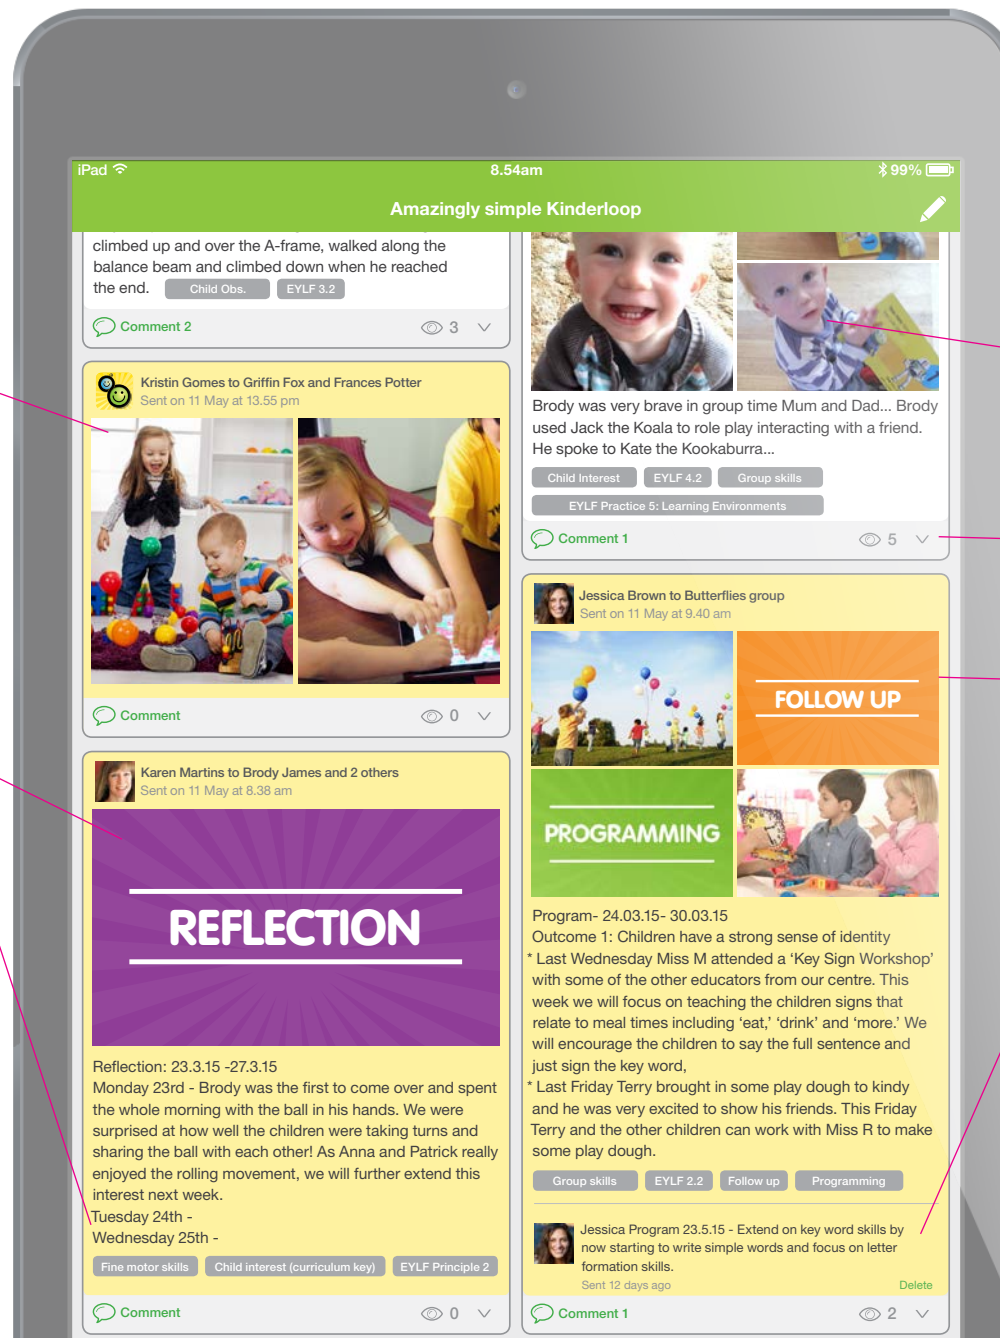 iPad
8.54am
99%
Amazingly simple Kinderloop
climbed up and over the A-frame, walked along the
balance beam and climbed down when he reached
the end. Child Obs. EYLF 3.2
Comment 2 3
Kristin Gomes to Griffin Fox and Frances Potter
Sent on 11 May at 13.55 pm
Comment 0
Karen Martins to Brody James and 2 others
Sent on 11 May at 8.38 am
REFLECTION
Reflection: 23.3.15 -27.3.15
Monday 23rd - Brody was the first to come over and spent
the whole morning with the ball in his hands. We were
surprised at how well the children were taking turns and
sharing the ball with each other! As Anna and Patrick really
enjoyed the rolling movement, we will further extend this
interest next week.
Tuesday 24th -
Wednesday 25th -
Fine motor skills Child interest (curriculum key) EYLF Principle 2
Comment 0
Brody was very brave in group time Mum and Dad... Brody
used Jack the Koala to role play interacting with a friend.
He spoke to Kate the Kookaburra...
Child Interest EYLF 4.2 Group skills
EYLF Practice 5: Learning Environments
Comment 1 5
Jessica Brown to Butterflies group
Sent on 11 May at 9.40 am
FOLLOW UP
PROGRAMMING
Program- 24.03.15- 30.03.15
Outcome 1: Children have a strong sense of identity
* Last Wednesday Miss M attended a ‘Key Sign Workshop’
with some of the other educators from our centre. This
week we will focus on teaching the children signs that
relate to meal times including ‘eat,’ ‘drink’ and ‘more.’ We
will encourage the children to say the full sentence and
just sign the key word,
* Last Friday Terry brought in some play dough to kindy
and he was very excited to show his friends. This Friday
Terry and the other children can work with Miss R to make
some play dough.
Group skills EYLF 2.2 Follow up Programming
Jessica Program 23.5.15 - Extend on key word skills by
now starting to write simple words and focus on letter
formation skills.
Sent 12 days ago Delete
Comment 1 2